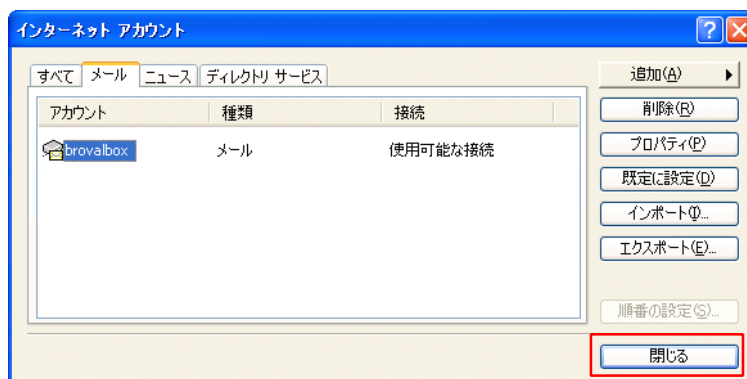 インターネット アカウント
すべて メール ニュース ディレクトリ サービス
アカウント 種類 接続
brovalbox メール 使用可能な接続
追加(A)
削除(R)
プロパティ(P)
既定に設定(D)
インポート(I)...
エクスポート(E)...
順番の設定(S)...
閉じる